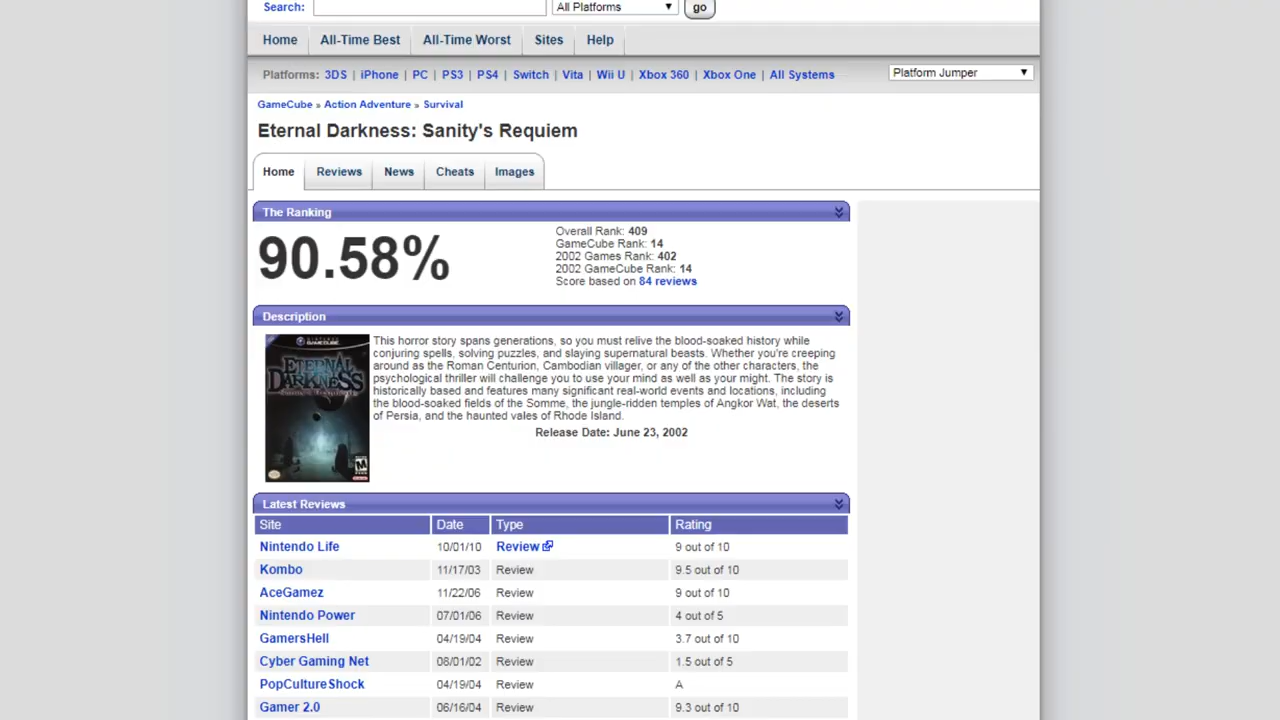 Search: All Platforms go
Home All-Time Best All-Time Worst Sites Help
Platforms: 3DS | iPhone | PC | PS3 | PS4 | Switch | Vita | Wii U | Xbox 360 | Xbox One | All Systems Platform Jumper
GameCube » Action Adventure » Survival
Eternal Darkness: Sanity's Requiem
Home Reviews News Cheats Images
The Ranking
90.58%
Overall Rank: 409
GameCube Rank: 14
2002 Games Rank: 402
2002 GameCube Rank: 14
Score based on 84 reviews
Description
ETERNAL
DARKNESS
This horror story spans generations, so you must relive the blood-soaked history while
conjuring spells, solving puzzles, and slaying supernatural beasts. Whether you're creeping
around as the Roman Centurion, Cambodian villager, or any of the other characters, the
psychological thriller will challenge you to use your mind as well as your might. The story is
historically based and features many significant real-world events and locations, including
the blood-soaked fields of the Somme, the jungle-ridden temples of Angkor Wat, the deserts
of Persia, and the haunted vales of Rhode Island.
Release Date: June 23, 2002
Latest Reviews
Site Date Type Rating
Nintendo Life 10/01/10 Review 9 out of 10
Kombo 11/17/03 Review 9.5 out of 10
AceGamez 11/22/06 Review 9 out of 10
Nintendo Power 07/01/06 Review 4 out of 5
GamersHell 04/19/04 Review 3.7 out of 10
Cyber Gaming Net 08/01/02 Review 1.5 out of 5
PopCultureShock 04/19/04 Review A
Gamer 2.0 06/16/04 Review 9.3 out of 10